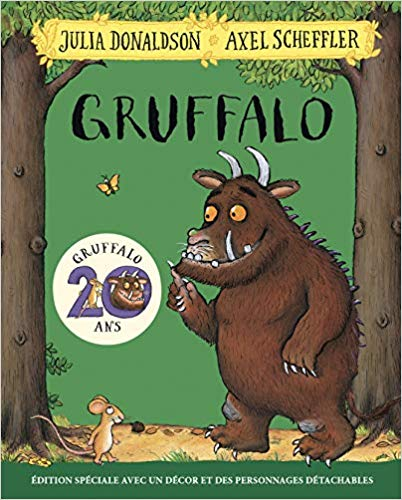 JULIA DONALDSON * AXEL SCHEFFLER
GRUFFALO
GRUFFALO
20
ANS
ÉDITION SPÉCIALE AVEC UN DÉCOR ET DES PERSONNAGES DÉTACHABLES